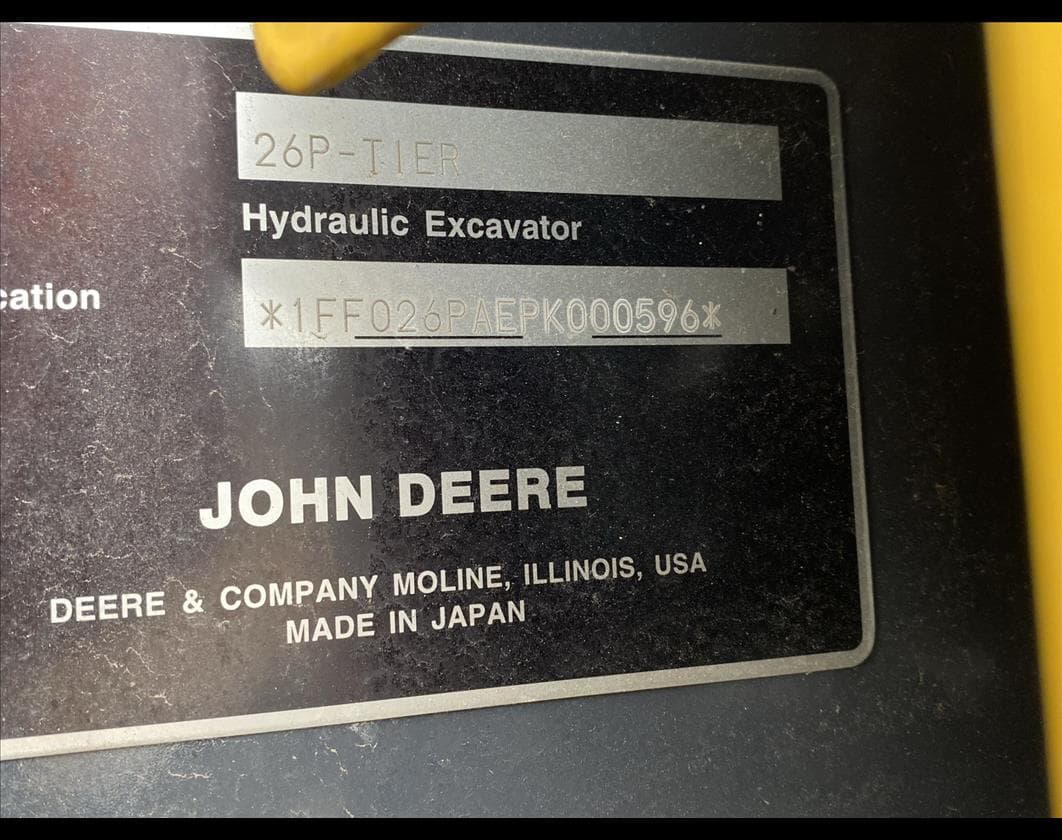 26P-TIER
Hydraulic Excavator
cation
*1FF026PAEPK000596*
JOHN DEERE
DEERE & COMPANY MOLINE, ILLINOIS, USA
MADE IN JAPAN